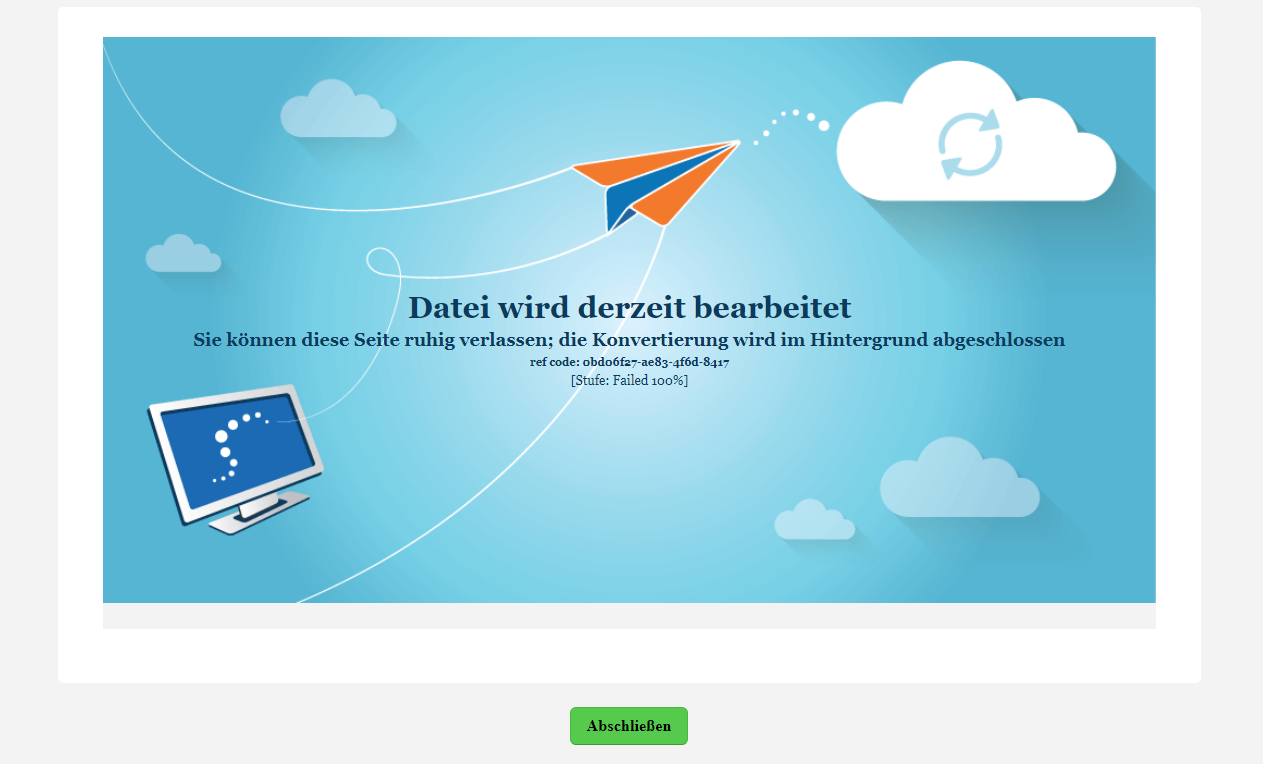 Datei wird derzeit bearbeitet
Sie können diese Seite ruhig verlassen; die Konvertierung wird im Hintergrund abgeschlossen
ref code: 0bd06f27-ae83-4f6d-8417
[Stufe: Failed 100%]
Abschließen